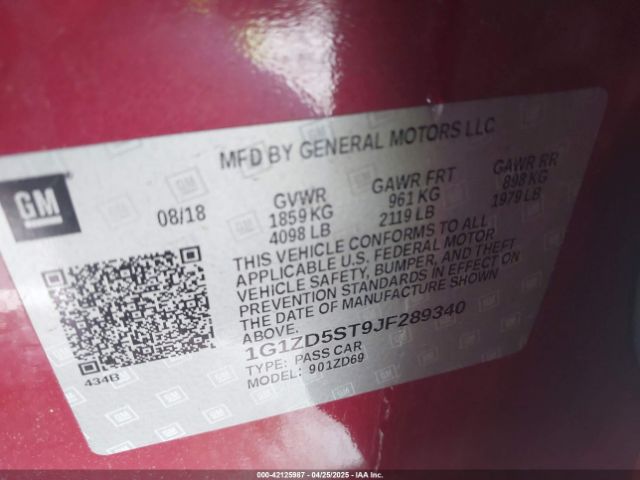 MFD BY GENERAL MOTORS LLC
GM
08/18
GVWR
1859 KG
4098 LB
GAWR FRT
961 KG
2119 LB
GAWR RR
898 KG
1979 LB
THIS VEHICLE CONFORMS TO ALL
APPLICABLE U.S. FEDERAL MOTOR
VEHICLE SAFETY, BUMPER, AND THEFT
PREVENTION STANDARDS IN EFFECT ON
THE DATE OF MANUFACTURE SHOWN
ABOVE.
1G1ZD5ST9JF289340
TYPE: PASS CAR
MODEL: 901ZD69
434B
000-42125987 - 04/25/2025 - IAAI.com